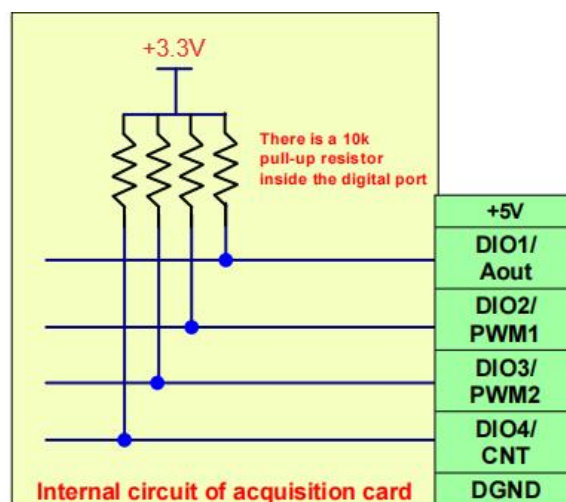 +3.3V
There is a 10k
pull-up resistor
inside the digital port
+5V
DIO1/
Aout
DIO2/
PWM1
DIO3/
PWM2
DIO4/
CNT
DGND
Internal circuit of acquisition card